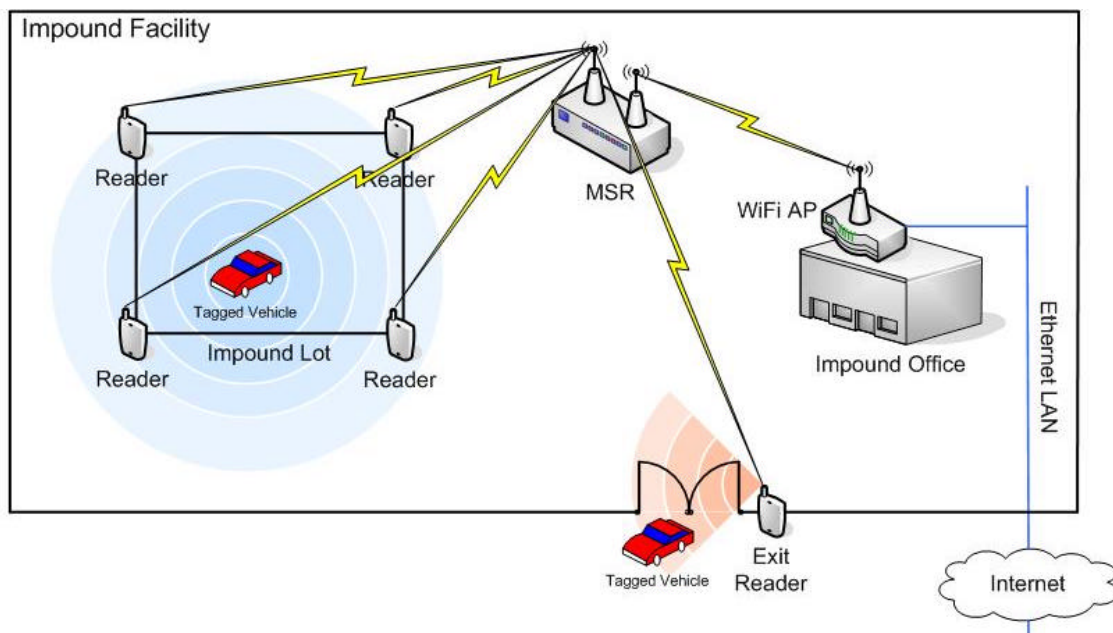 Impound Facility
Reader
Reader
MSR
WiFi AP
Tagged Vehicle
Impound Lot
Reader
Reader
Impound Office
Ethernet LAN
Tagged Vehicle
Exit
Reader
Internet